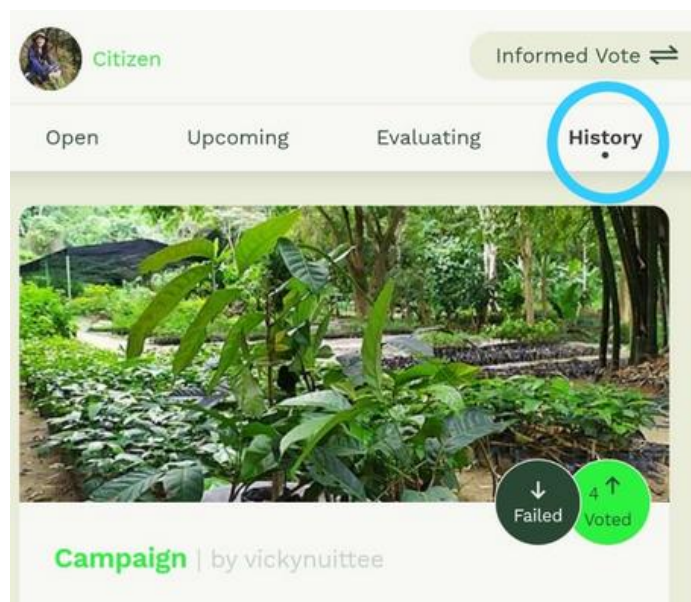 Citizen
Informed Vote
Open Upcoming Evaluating History
Failed
4
Voted
Campaign | by vickynuittee